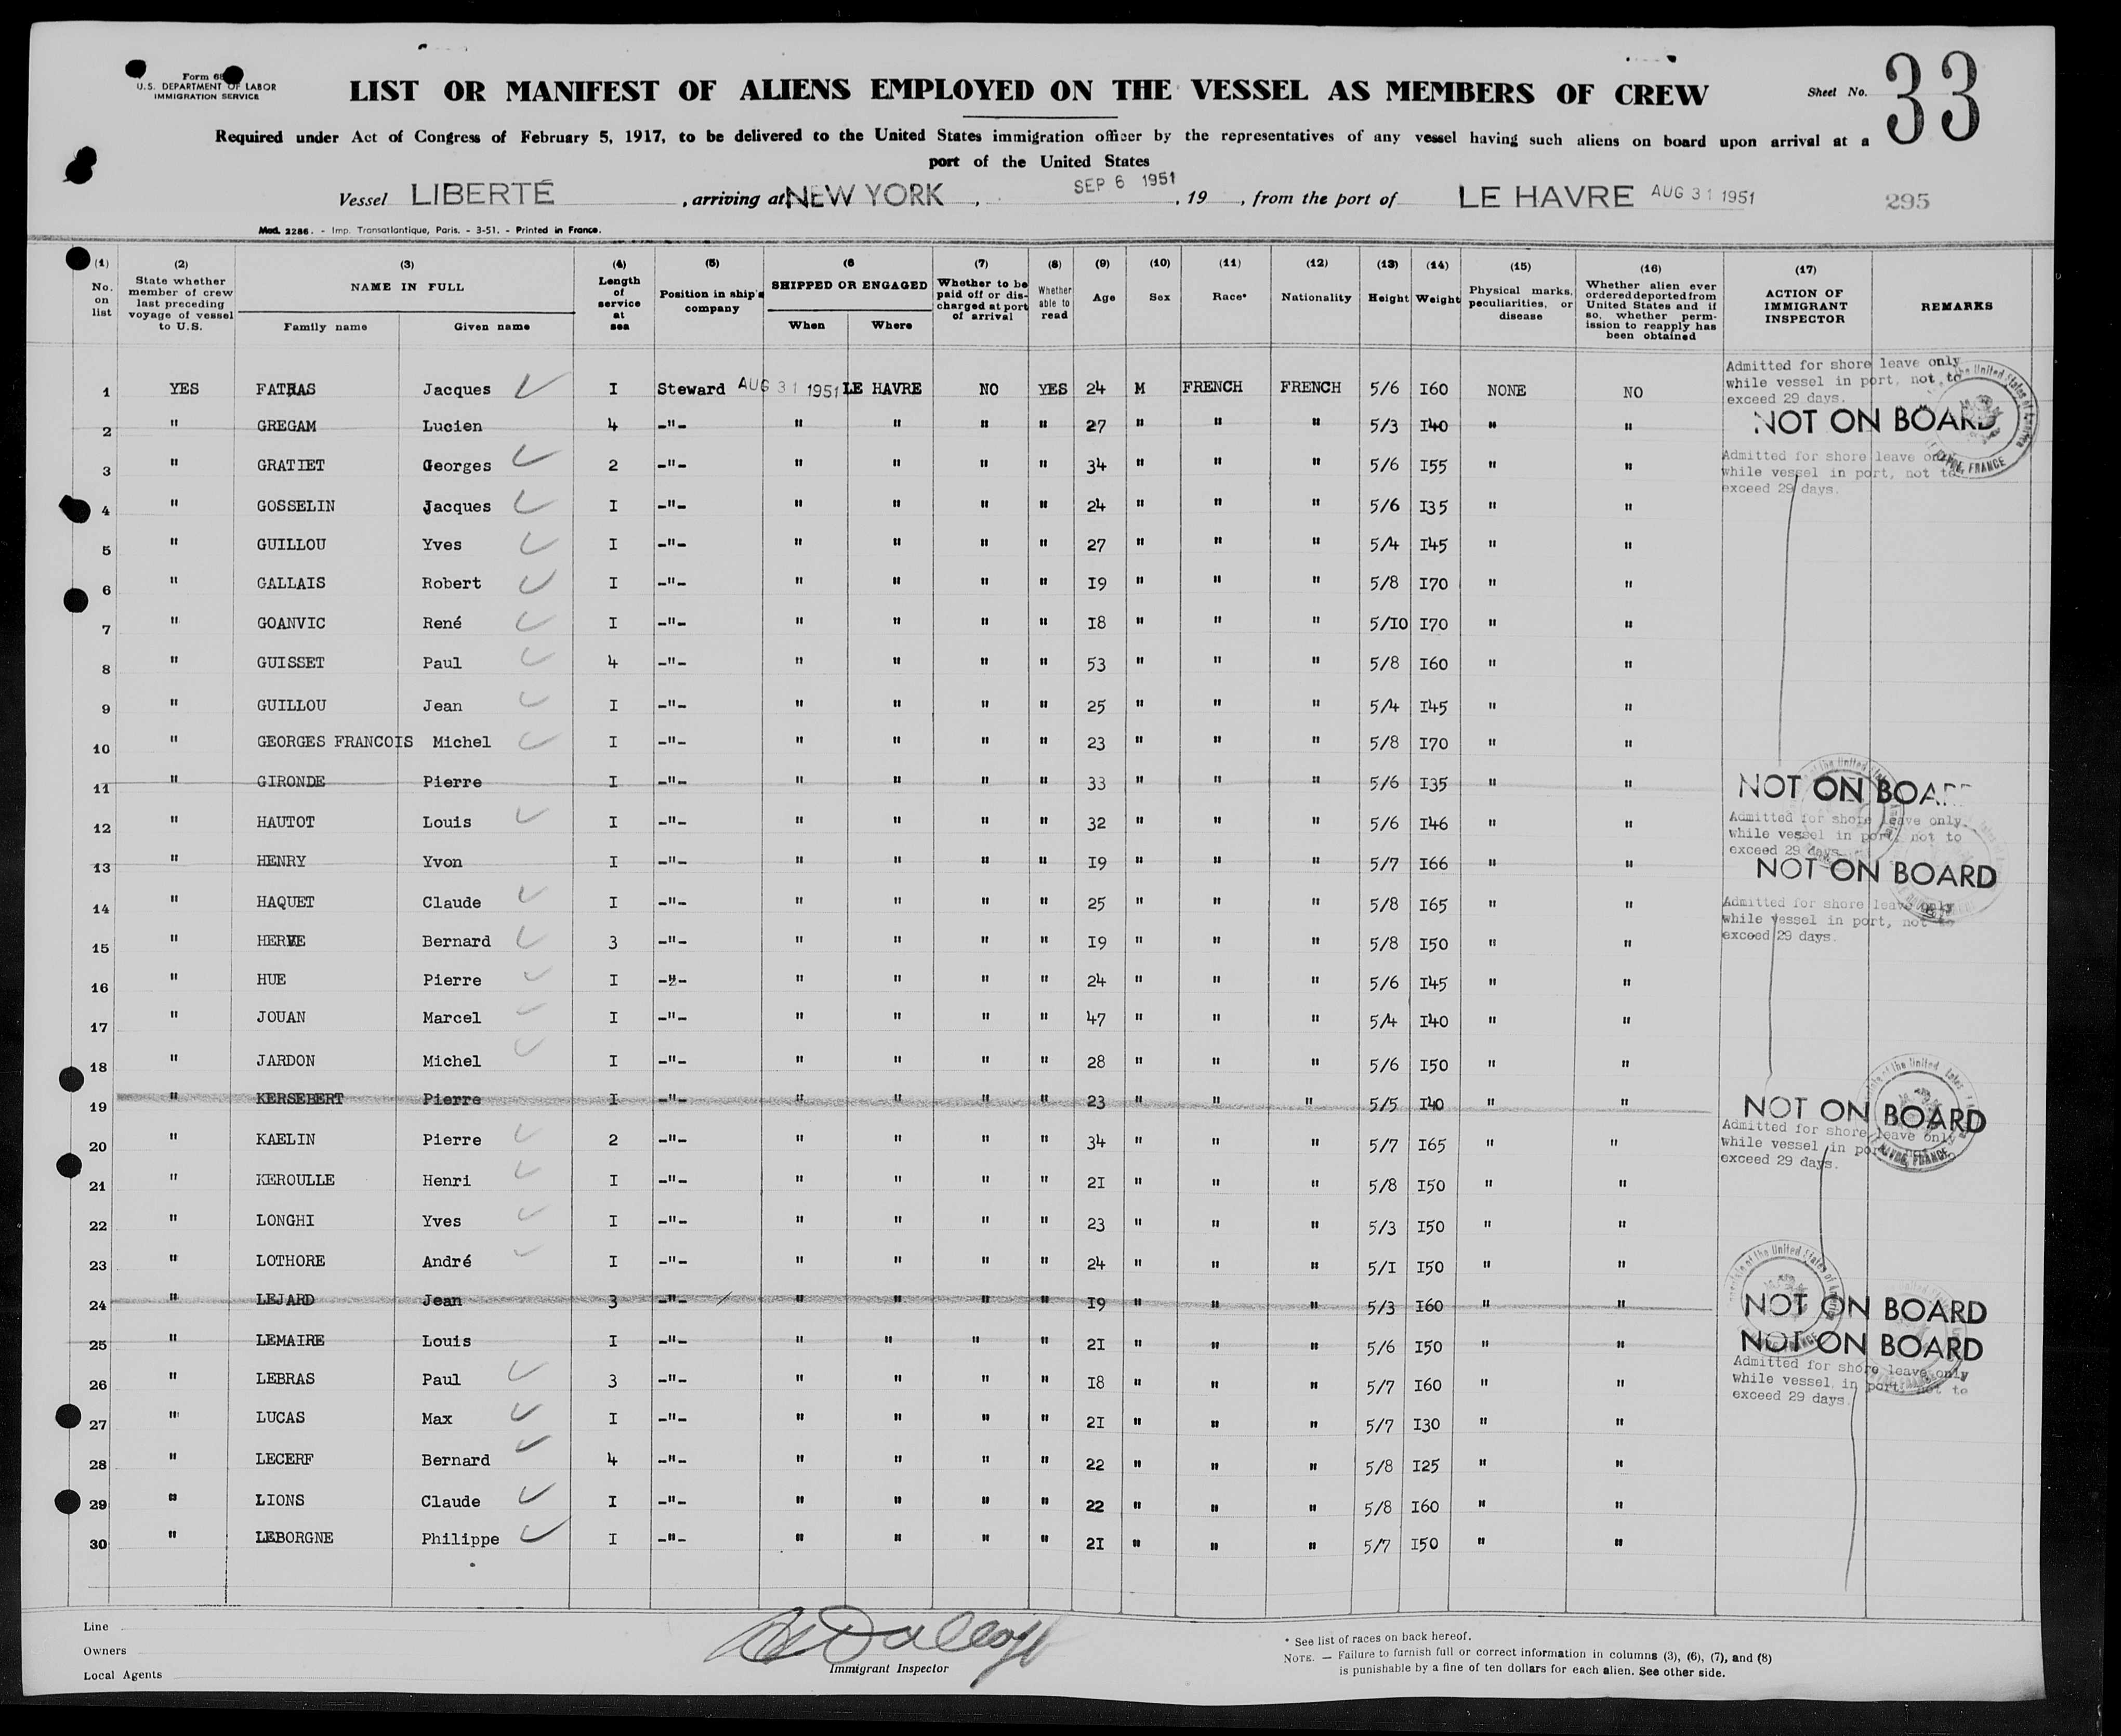 Form 68
U.S. DEPARTMENT OF LABOR
IMMIGRATION SERVICE
LIST OR MANIFEST OF ALIENS EMPLOYED ON THE VESSEL AS MEMBERS OF CREW
Sheet No. 33
Required under Act of Congress of February 5, 1917, to be delivered to the United States immigration officer by the representatives of any vessel having such aliens on board upon arrival at a
port of the United States
Vessel LIBERTÉ , arriving at NEW YORK , SEP 6 1951 , 19 , from the port of LE HAVRE AUG 31 1951
295
Mod. 2286. - Imp. Transatlantique, Paris. - 3-51. - Printed in France.
(1) No. on list
(2) State whether member of crew last preceding voyage of vessel to U.S.
(3) NAME IN FULL Family name Given name
(4) Length of service at sea
(5) Position in ship's company
(6 SHIPPED OR ENGAGED When Where
(7) Whether to be paid off or discharged at port of arrival
(8) Whether able to read
(9) Age
(10) Sex
(11) Race*
(12) Nationality
(13) Height
(14) Weight
(15) Physical marks, peculiarities, or disease
(16) Whether alien ever ordered deported from United States and if so, whether permission to reapply has been obtained
(17) ACTION OF IMMIGRANT INSPECTOR
REMARKS
1 YES FATRAS Jacques I Steward AUG 31 1951 LE HAVRE NO YES 24 M FRENCH FRENCH 5/6 I60 NONE NO Admitted for shore leave only while vessel in port, not to exceed 29 days.
2 " GREGAM Lucien 4 -"- " " " " 27 " " " 5/3 I40 " " NOT ON BOARD
3 " GRATIET Georges 2 -"- " " " " 34 " " " 5/6 I55 " " Admitted for shore leave only while vessel in port, not to exceed 29 days.
4 " GOSSELIN Jacques I -"- " " " " 24 " " " 5/6 I35 " "
5 " GUILLOU Yves I -"- " " " " 27 " " " 5/4 I45 " "
6 " GALLAIS Robert I -"- " " " " I9 " " " 5/8 I70 " "
7 " GOANVIC René I -"- " " " " I8 " " " 5/I0 I70 " "
8 " GUISSET Paul 4 -"- " " " " 53 " " " 5/8 I60 " "
9 " GUILLOU Jean I -"- " " " " 25 " " " 5/4 I45 " "
10 " GEORGES FRANCOIS Michel I -"- " " " " 23 " " " 5/8 I70 " "
11 " GIRONDE Pierre I -"- " " " " 33 " " " 5/6 I35 " " NOT ON BOARD
12 " HAUTOT Louis I -"- " " " " 32 " " " 5/6 I46 " " Admitted for shore leave only while vessel in port, not to exceed 29 days
13 " HENRY Yvon I -"- " " " " I9 " " " 5/7 I66 " " NOT ON BOARD
14 " HAQUET Claude I -"- " " " " 25 " " " 5/8 I65 " " Admitted for shore leave only while vessel in port, not to exceed 29 days.
15 " HERVE Bernard 3 -"- " " " " I9 " " " 5/8 I50 " "
16 " HUE Pierre I -"- " " " " 24 " " " 5/6 I45 " "
17 " JOUAN Marcel I -"- " " " " 47 " " " 5/4 I40 " "
18 " JARDON Michel I -"- " " " " 28 " " " 5/6 I50 " "
19 " KERSEBERT Pierre I -"- " " " " 23 " " " 5/5 I40 " " NOT ON BOARD
20 " KAELIN Pierre 2 -"- " " " " 34 " " " 5/7 I65 " " Admitted for shore leave only while vessel in port exceed 29 days.
21 " KEROULLE Henri I -"- " " " " 2I " " " 5/8 I50 " "
22 " LONGHI Yves I -"- " " " " 23 " " " 5/3 I50 " "
23 " LOTHORE André I -"- " " " " 24 " " " 5/I I50 " "
24 " LEJARD Jean 3 -"- " " " " I9 " " " 5/3 I60 " " NOT ON BOARD
25 " LEMAIRE Louis I -"- " " " " 2I " " " 5/6 I50 " " NOT ON BOARD
26 " LEBRAS Paul 3 -"- " " " " I8 " " " 5/7 I60 " " Admitted for shore leave only while vessel in port, not to exceed 29 days.
27 " LUCAS Max I -"- " " " " 2I " " " 5/7 I30 " "
28 " LECERF Bernard 4 -"- " " " " 22 " " " 5/8 I25 " "
29 " LIONS Claude I -"- " " " " 22 " " " 5/8 I60 " "
30 " LEBORGNE Philippe I -"- " " " " 2I " " " 5/7 I50 " "
Line
Owners
Local Agents
Immigrant Inspector
* See list of races on back hereof.
NOTE. — Failure to furnish full or correct information in columns (3), (6), (7), and (8)
is punishable by a fine of ten dollars for each alien. See other side.